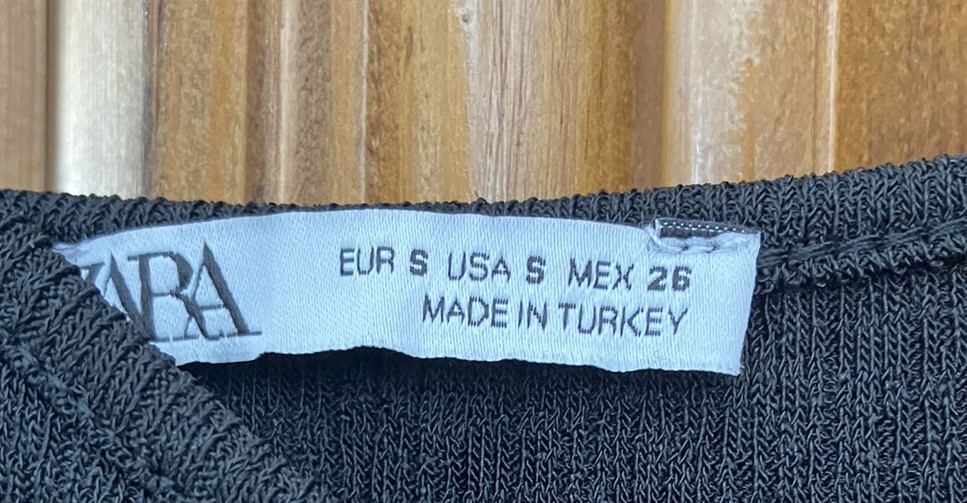 ZARA
EUR S USA S MEX 26
MADE IN TURKEY